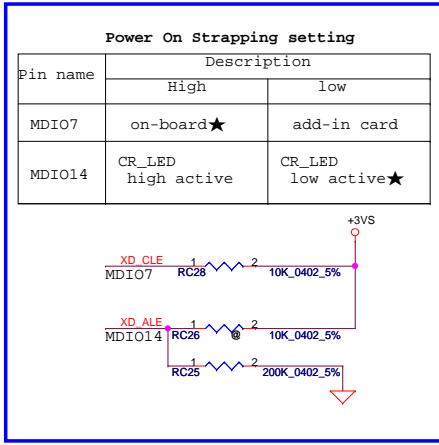 Power On Strapping setting
Pin name
Description
High
low
MDIO7
on-board★
add-in card
MDIO14
CR_LED
high active
CR_LED
low active★
+3VS
XD_CLE
1
2
MDIO7
RC28
10K_0402_5%
XD_ALE
1
2
MDIO14
RC26
@
10K_0402_5%
1
2
RC25
200K_0402_5%